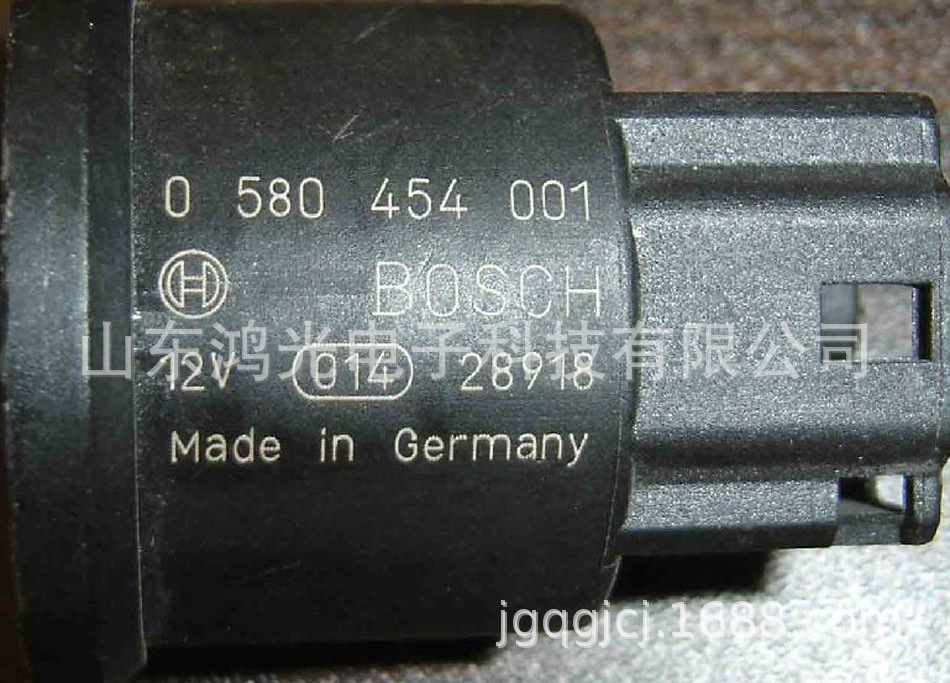 0 580 454 001
BOSCH
山东鸿光电子科技有限公司
12V 014 28918
Made in Germany
jgqgjcj.1688.com